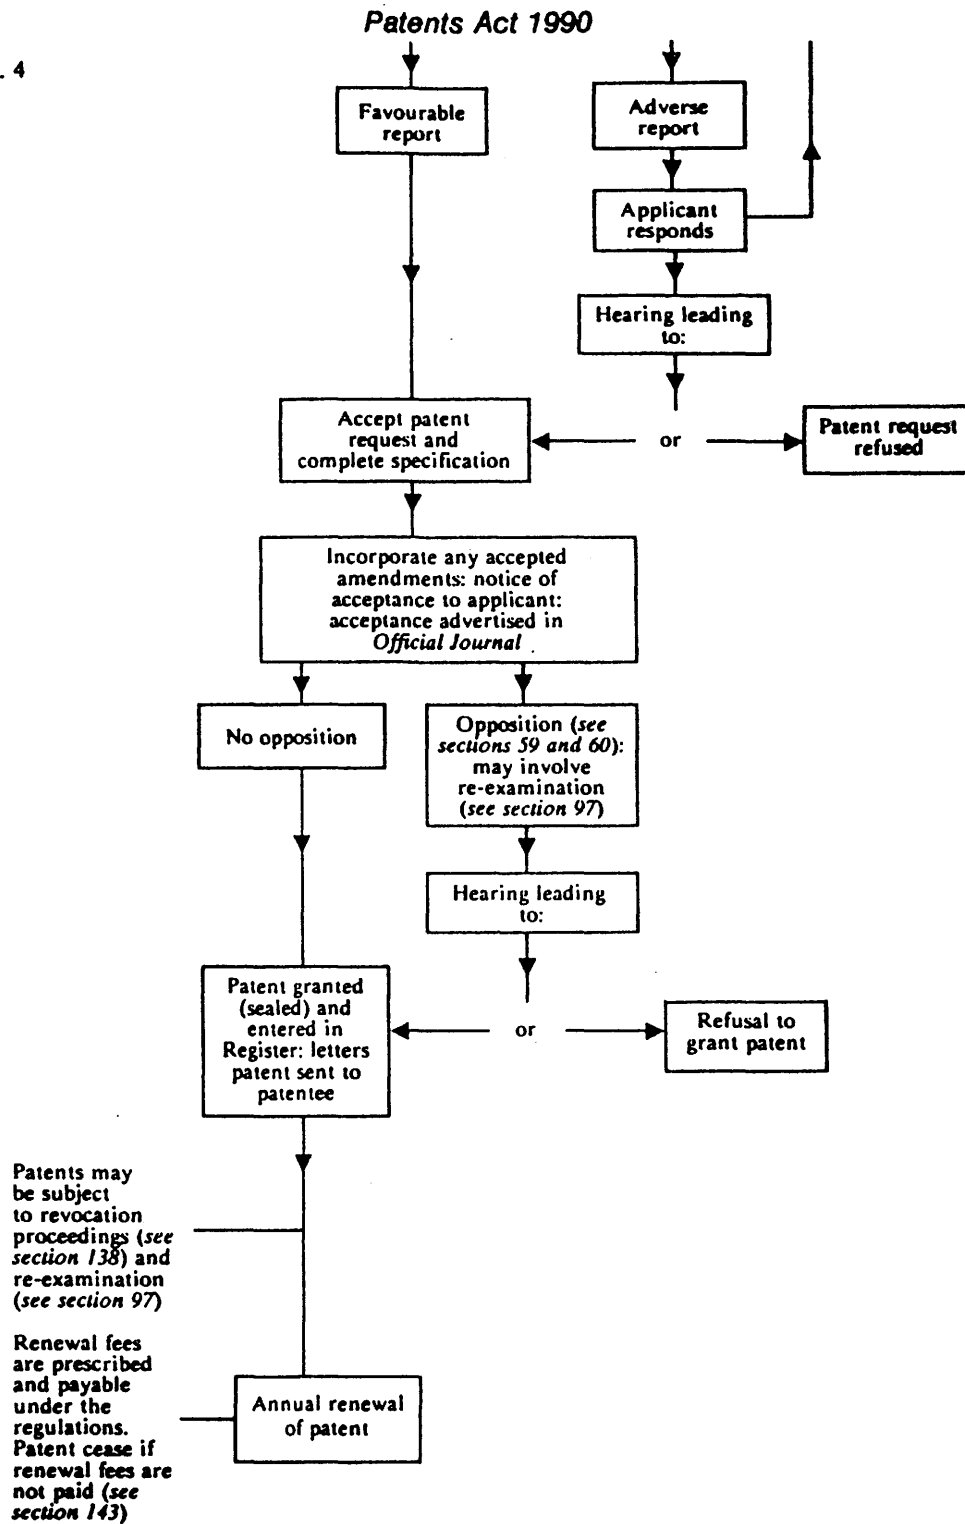 Patents Act 1990
. 4
Favourable
report
Adverse
report
Applicant
responds
Hearing leading
to:
Accept patent
request and
complete specification
or
Patent request
refused
Incorporate any accepted
amendments: notice of
acceptance to applicant:
acceptance advertised in
Official Journal
No opposition
Opposition (see
sections 59 and 60):
may involve
re-examination
(see section 97)
Hearing leading
to:
Patent granted
(sealed) and
entered in
Register: letters
patent sent to
patentee
or
Refusal to
grant patent
Patents may
be subject
to revocation
proceedings (see
section 138) and
re-examination
(see section 97)
Renewal fees
are prescribed
and payable
under the
regulations.
Patent cease if
renewal fees are
not paid (see
section 143)
Annual renewal
of patent